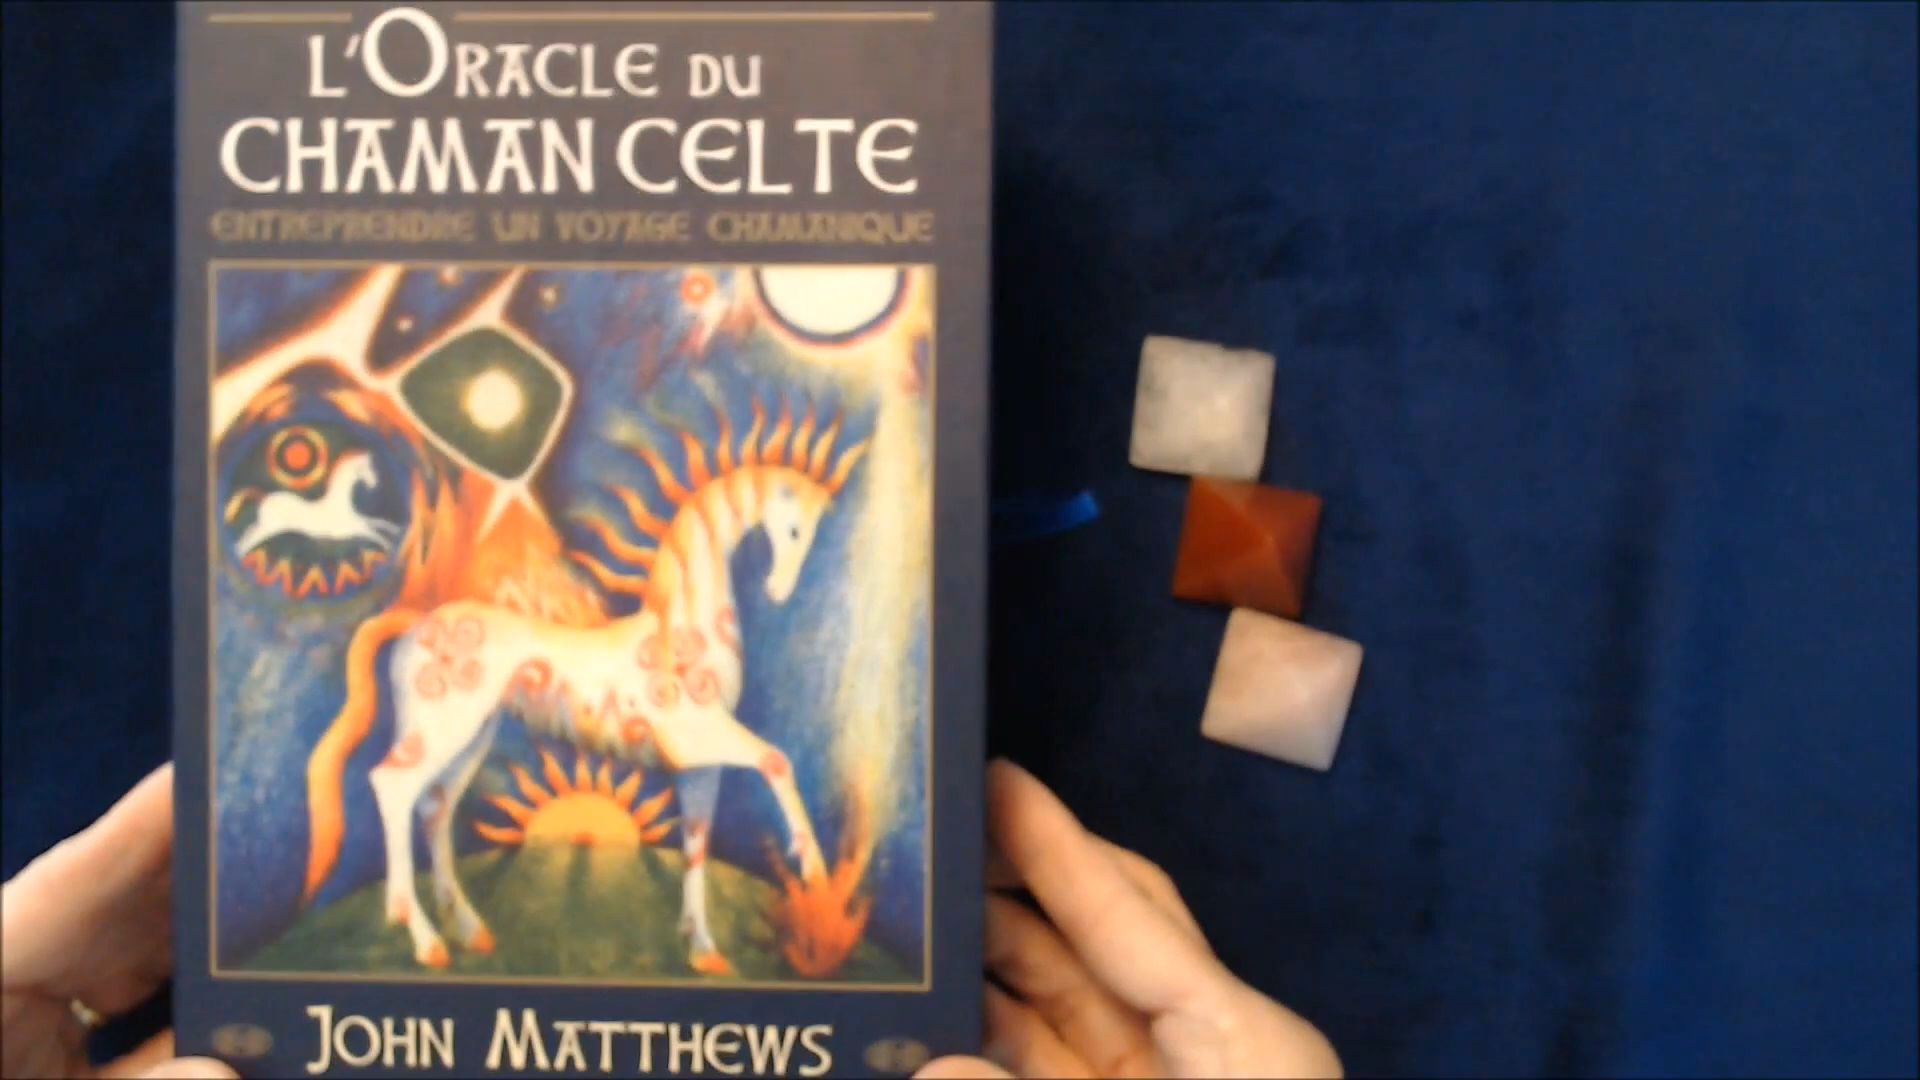 L'ORACLE DU
CHAMAN CELTE
ENTREPRENDRE UN VOYAGE CHAMANIQUE
JOHN MATTHEWS